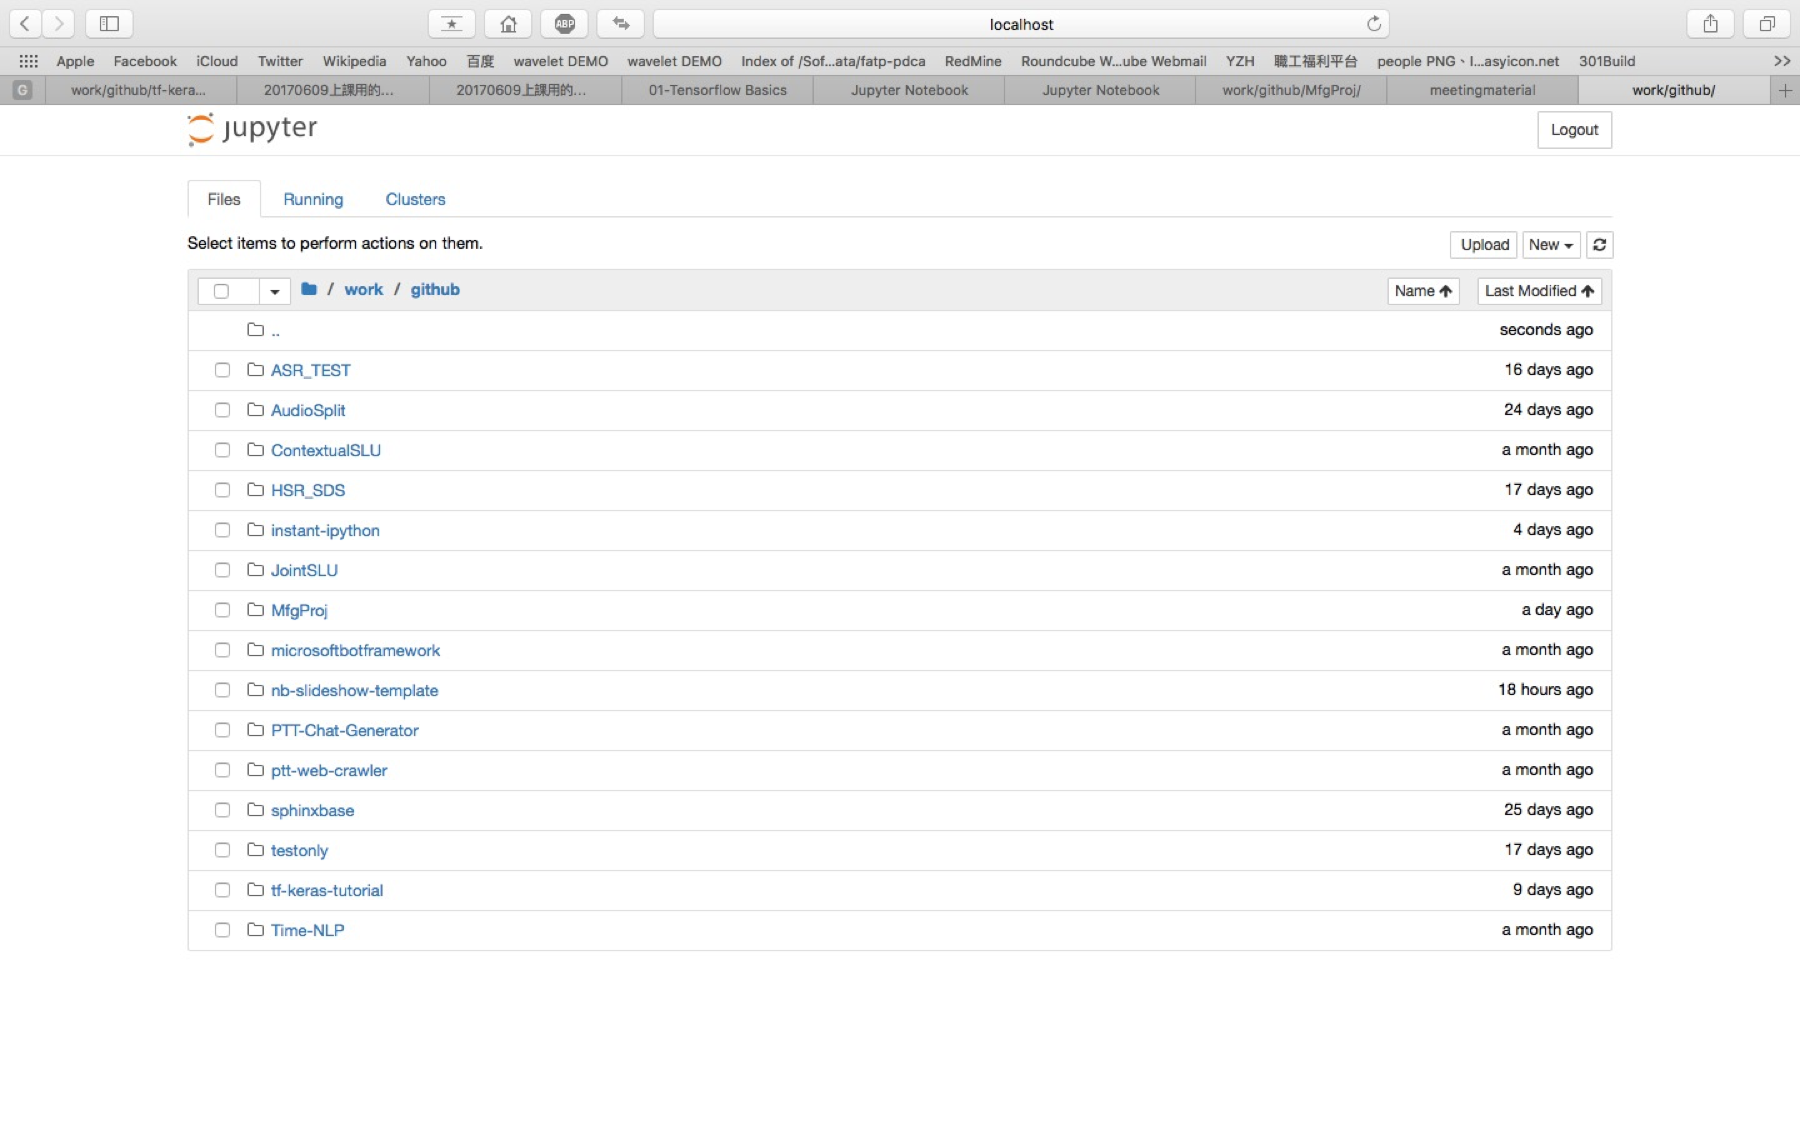 ABP
localhost
Apple Facebook iCloud Twitter Wikipedia Yahoo 百度 wavelet DEMO wavelet DEMO Index of /Sof...ata/fatp-pdca RedMine Roundcube W...ube Webmail YZH 職工福利平台 people PNG、I...asyicon.net 301Build >>
G work/github/tf-kera... 20170609上課用的... 20170609上課用的... 01-Tensorflow Basics Jupyter Notebook Jupyter Notebook work/github/MfgProj/ meetingmaterial work/github/ +
jupyter Logout
Files Running Clusters
Select items to perform actions on them. Upload New
/ work / github Name Last Modified
.. seconds ago
ASR_TEST 16 days ago
AudioSplit 24 days ago
ContextualSLU a month ago
HSR_SDS 17 days ago
instant-ipython 4 days ago
JointSLU a month ago
MfgProj a day ago
microsoftbotframework a month ago
nb-slideshow-template 18 hours ago
PTT-Chat-Generator a month ago
ptt-web-crawler a month ago
sphinxbase 25 days ago
testonly 17 days ago
tf-keras-tutorial 9 days ago
Time-NLP a month ago